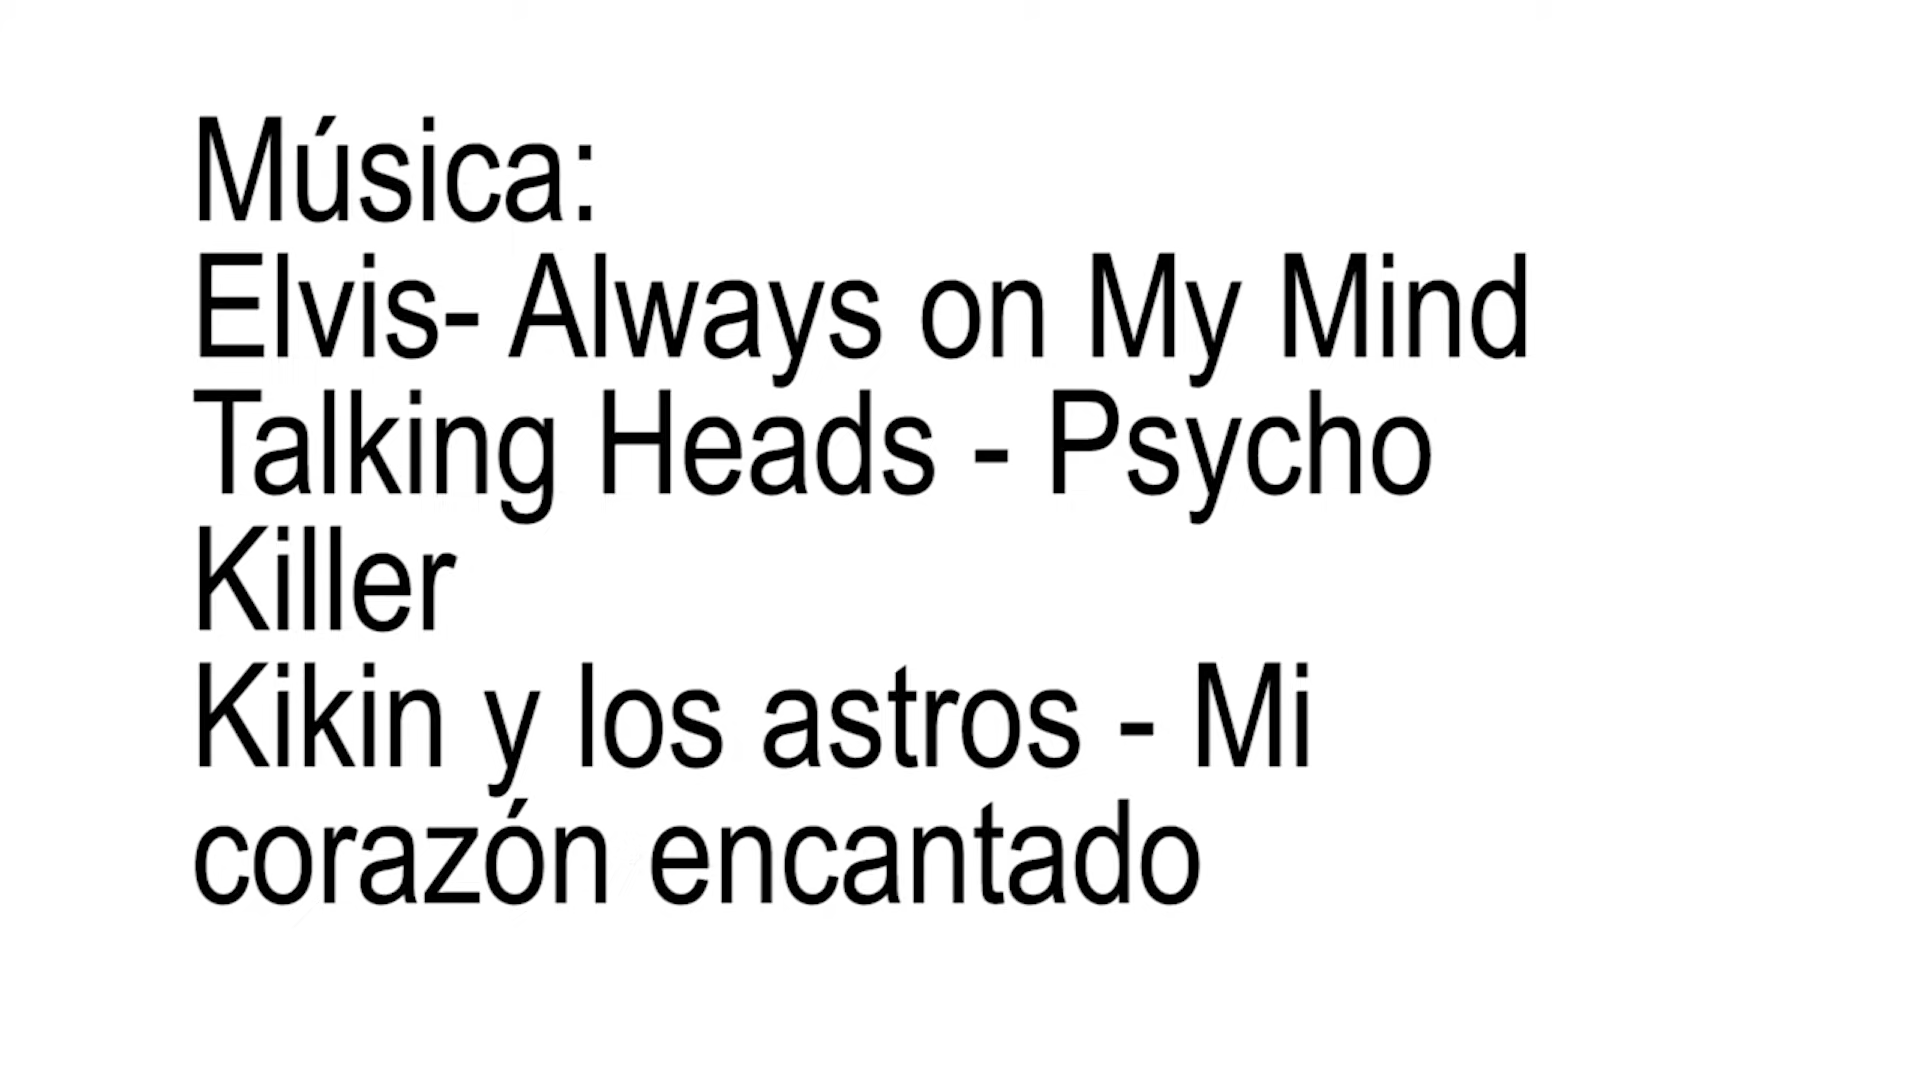 Música:
Elvis- Always on My Mind
Talking Heads - Psycho
Killer
Kikin y los astros - Mi
corazón encantado